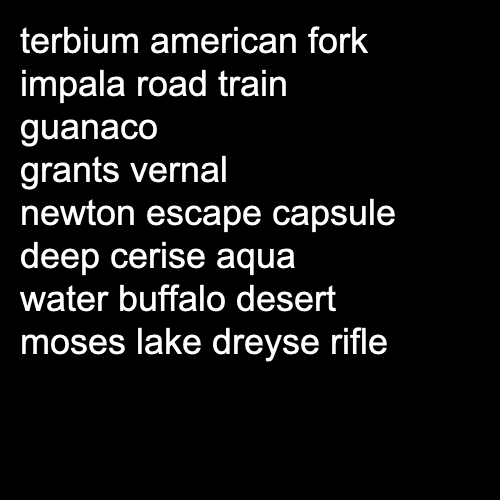 terbium american fork
impala road train
guanaco
grants vernal
newton escape capsule
deep cerise aqua
water buffalo desert
moses lake dreyse rifle